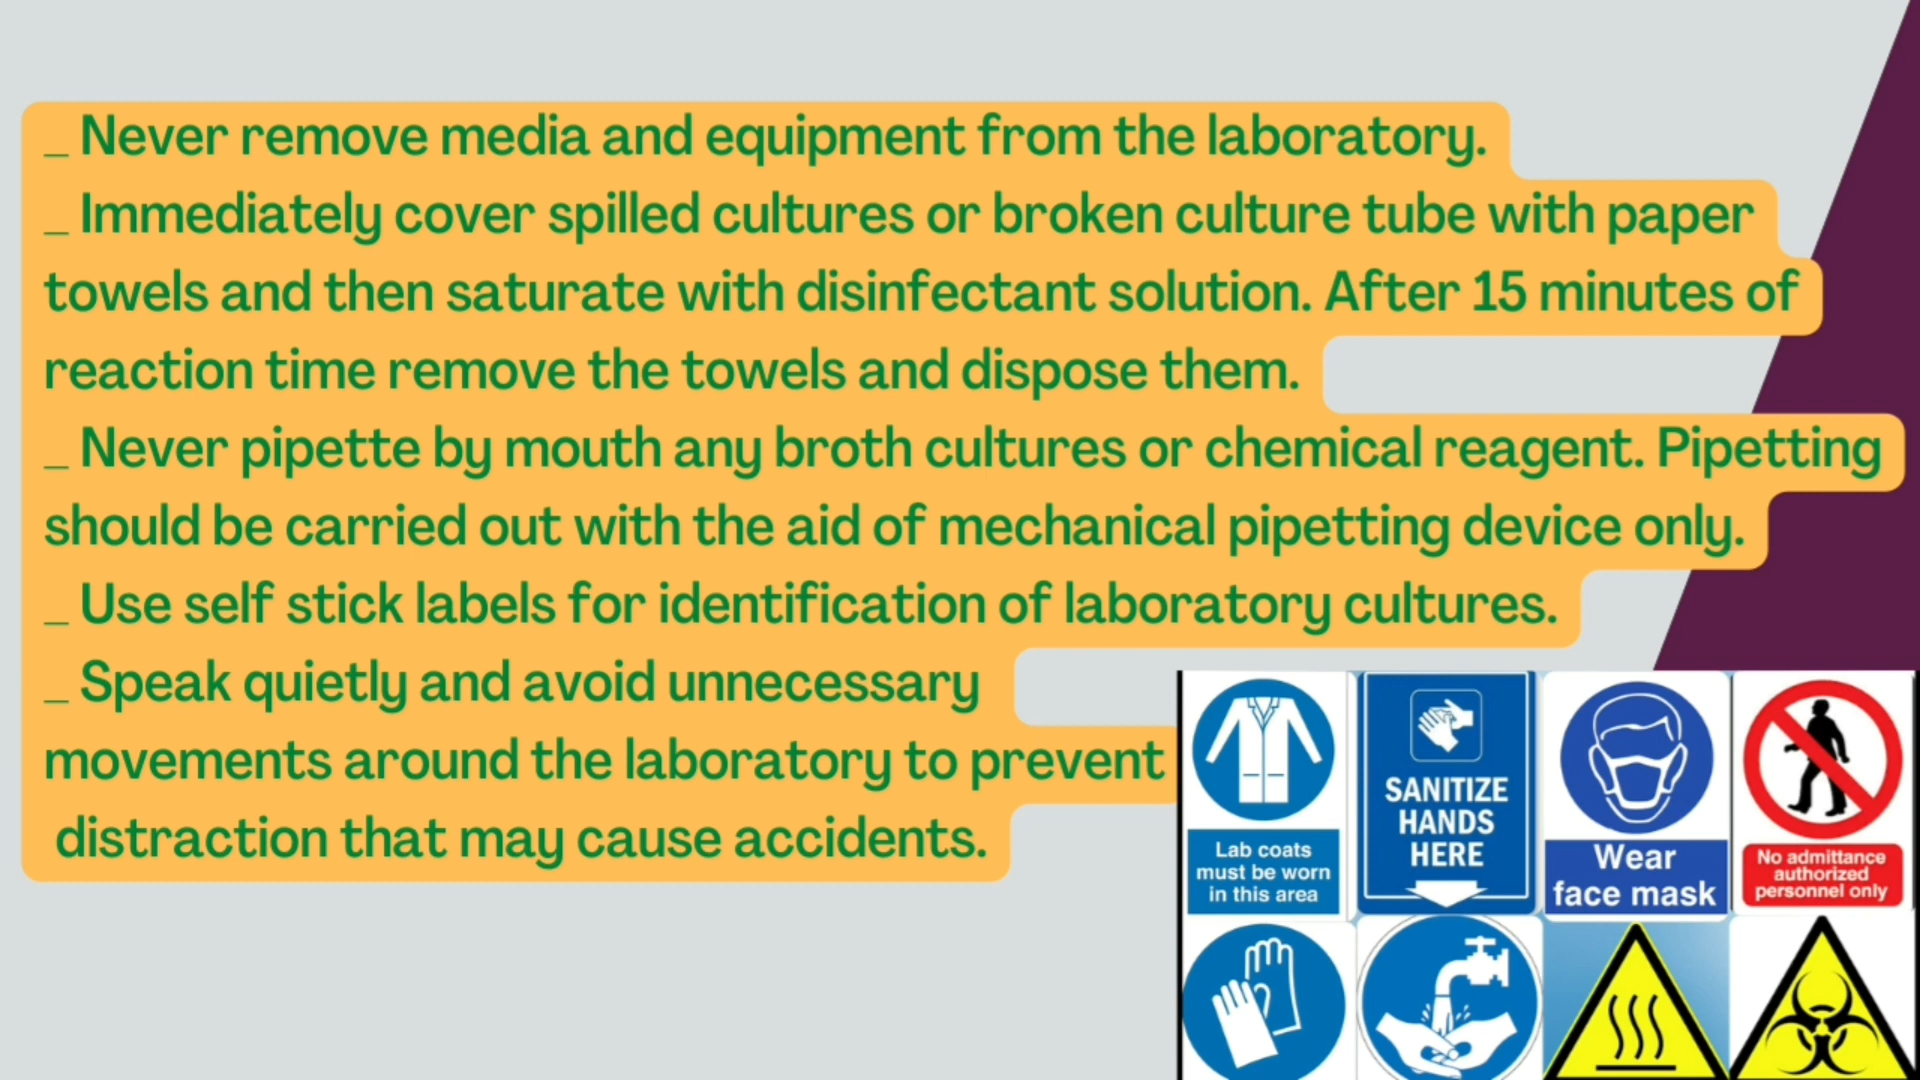 _ Never remove media and equipment from the laboratory.
_ Immediately cover spilled cultures or broken culture tube with paper
towels and then saturate with disinfectant solution. After 15 minutes of
reaction time remove the towels and dispose them.
_ Never pipette by mouth any broth cultures or chemical reagent. Pipetting
should be carried out with the aid of mechanical pipetting device only.
_ Use self stick labels for identification of laboratory cultures.
_ Speak quietly and avoid unnecessary
movements around the laboratory to prevent
distraction that may cause accidents.
Lab coats
must be worn
in this area
SANITIZE
HANDS
HERE
Wear
face mask
No admittance
authorized
personnel only